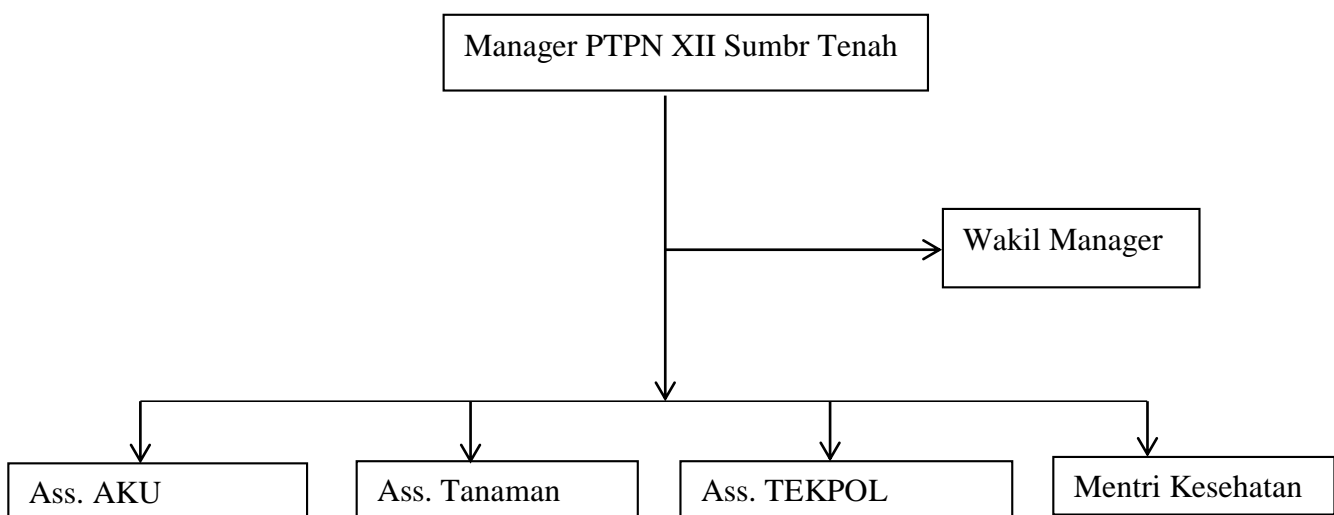 Manager PTPN XII Sumbr Tenah
Wakil Manager
Ass. AKU
Ass. Tanaman
Ass. TEKPOL
Mentri Kesehatan